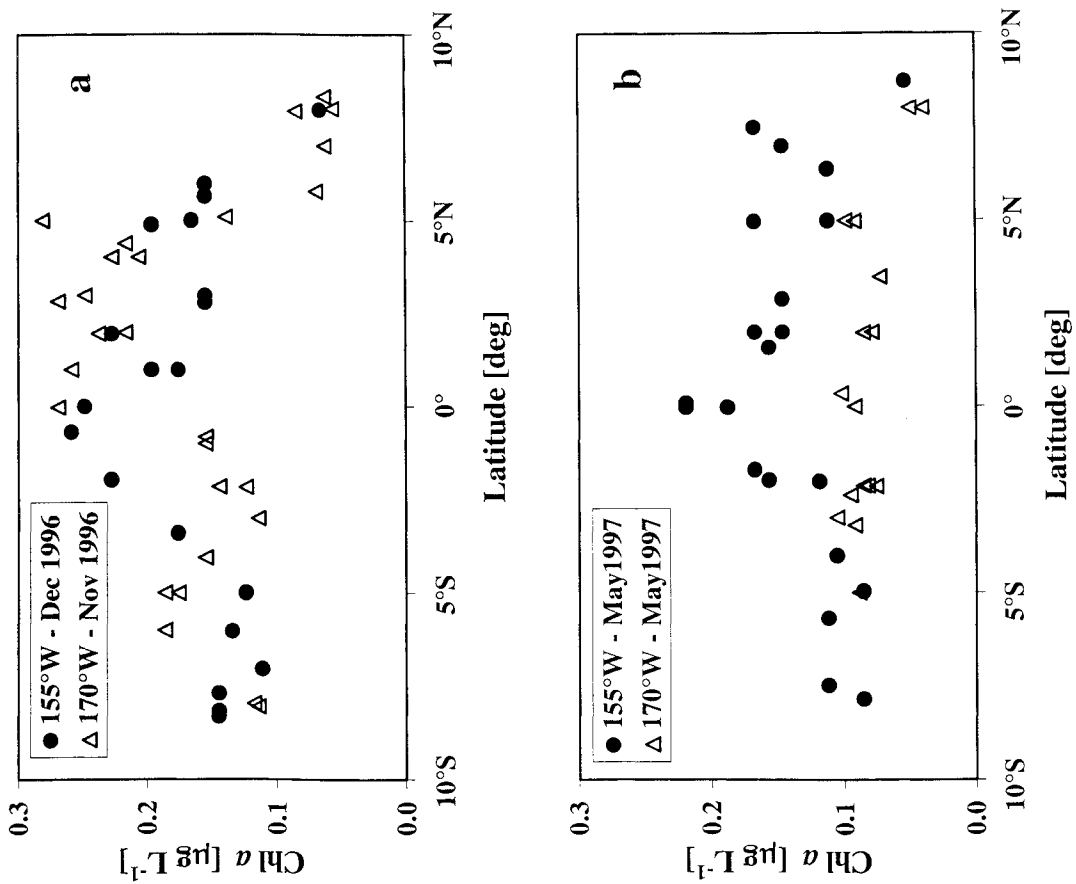 a
155°W - Dec 1996
170°W - Nov 1996
0.3
0.2
0.1
0.0
Chl a [µg L⁻¹]
10°S
5°S
0°
5°N
10°N
Latitude [deg]
b
155°W - May1997
170°W - May1997
0.3
0.2
0.1
0.0
Chl a [µg L⁻¹]
10°S
5°S
0°
5°N
10°N
Latitude [deg]